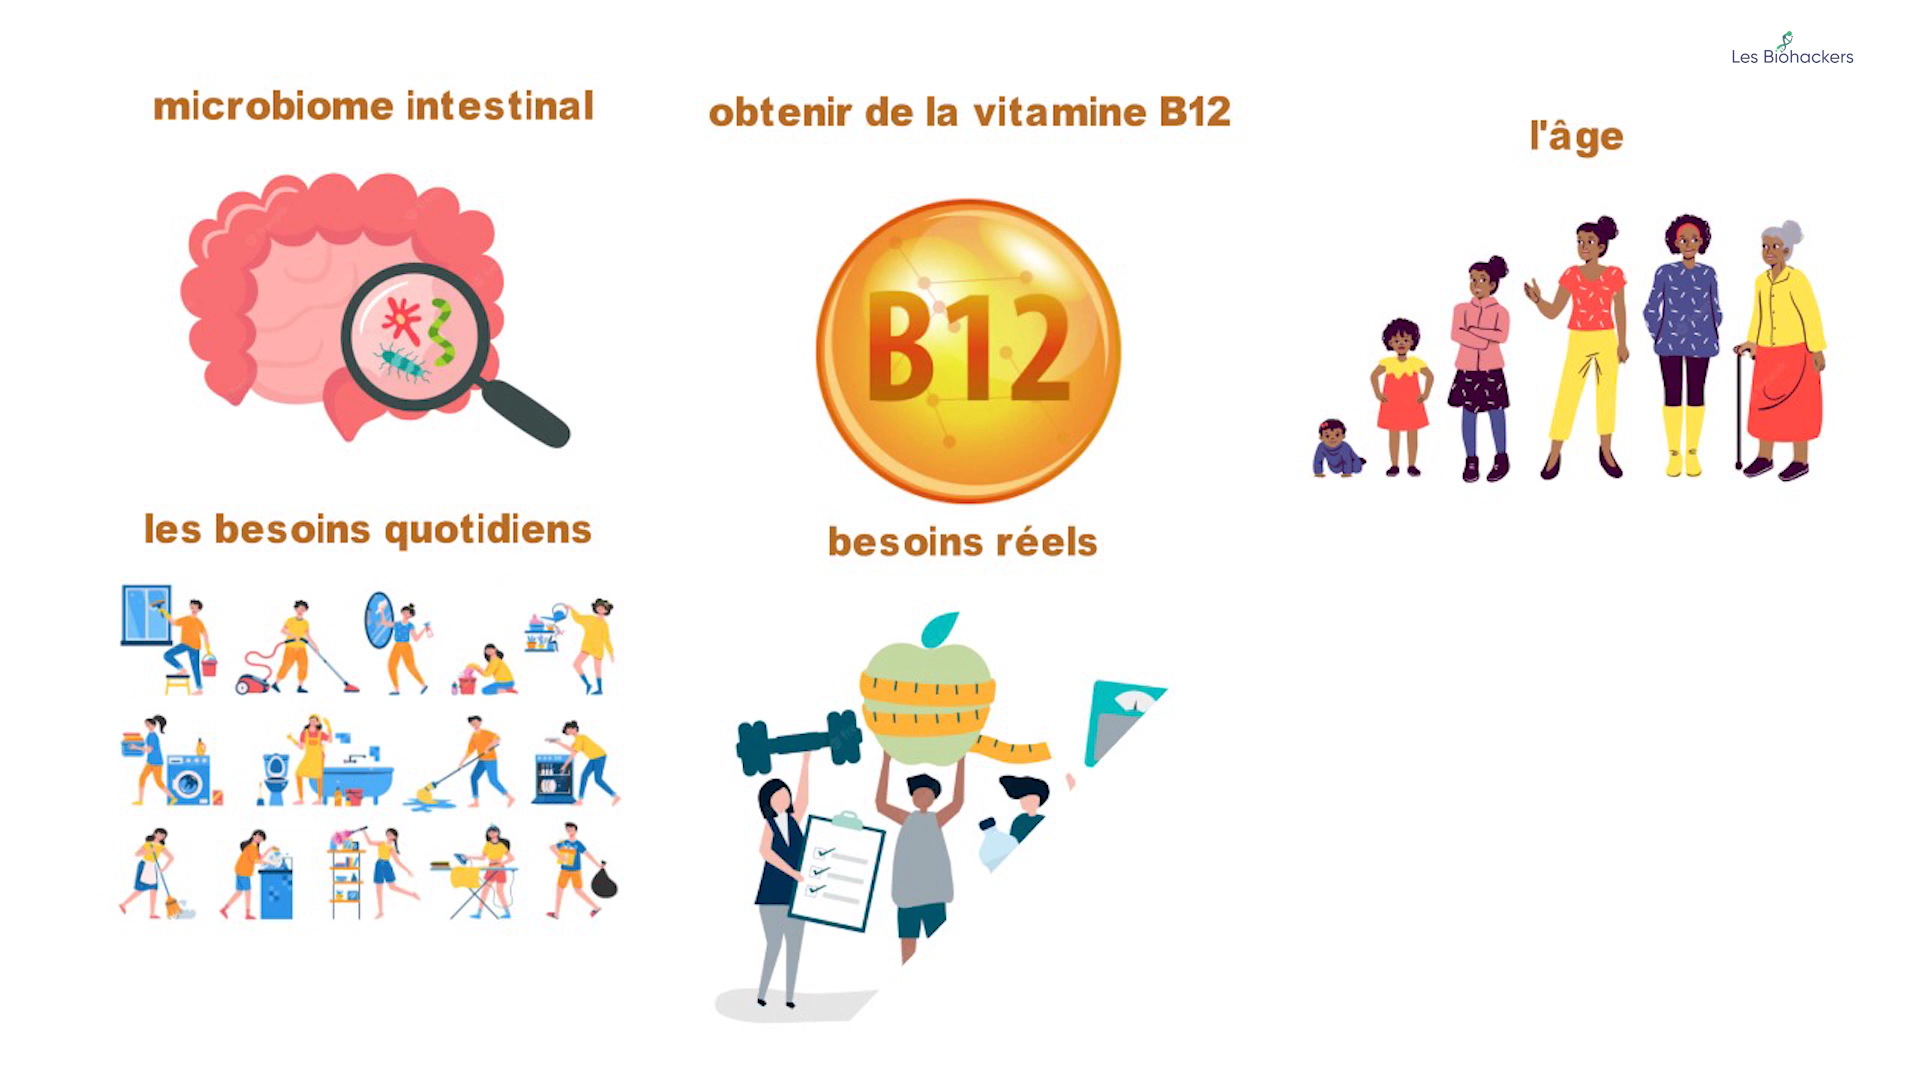 Les Biohackers
microbiome intestinal
obtenir de la vitamine B12
l'âge
B12
les besoins quotidiens
besoins réels